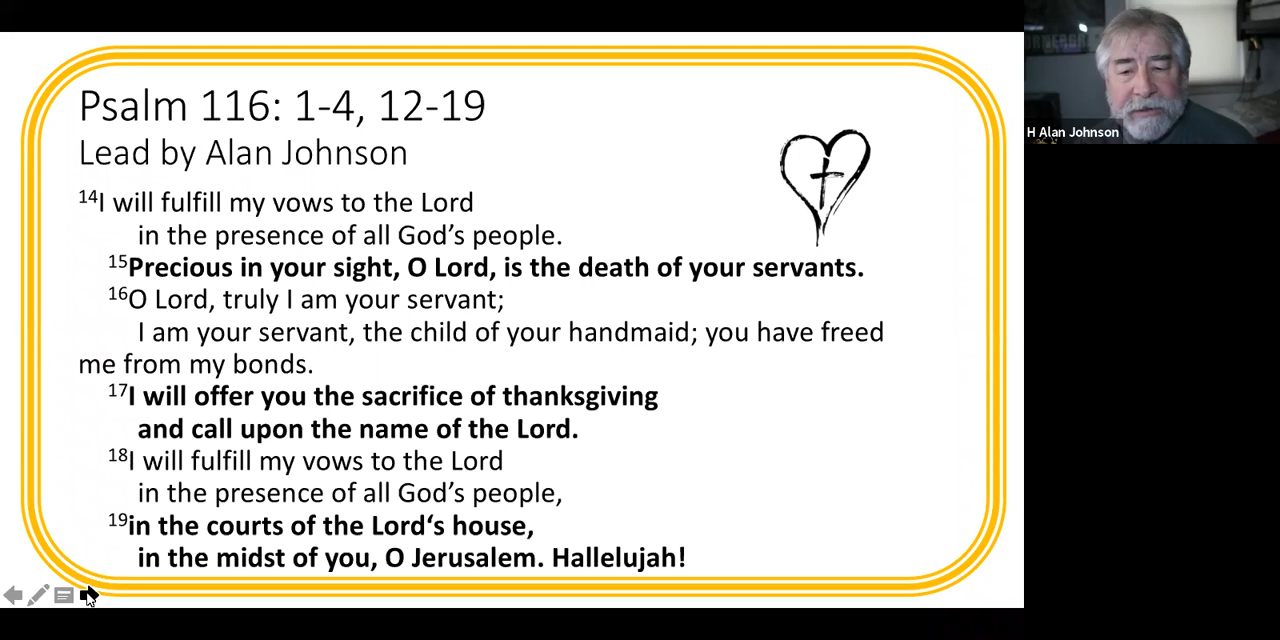 Psalm 116: 1-4, 12-19
Lead by Alan Johnson
14I will fulfill my vows to the Lord
in the presence of all God’s people.
15Precious in your sight, O Lord, is the death of your servants.
16O Lord, truly I am your servant;
I am your servant, the child of your handmaid; you have freed
me from my bonds.
17I will offer you the sacrifice of thanksgiving
and call upon the name of the Lord.
18I will fulfill my vows to the Lord
in the presence of all God’s people,
19in the courts of the Lord‘s house,
in the midst of you, O Jerusalem. Hallelujah!
H Alan Johnson